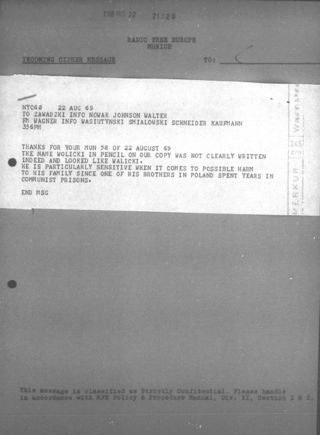 RADIO FREE EUROPE
MUNICH
INCOMING CIPHER MESSAGE
TO:
NYC40 22 AUG 69
TO ZAWADZKI INFO NOWAK JOHNSON WALTER
FM WAGNER INFO WASIUTYNSKI SMIALOWSKI SCHNEIDER KAUFMANN
356PM
THANKS FOR YOUR MUN 58 OF 22 AUGUST 69
THE NAME WOLICKI IN PENCIL ON OUR COPY WAS NOT CLEARLY WRITTEN
INDEED AND LOOKED LIKE WALICKI.
HE IS PARTICULARLY SENSITIVE WHEN IT COMES TO POSSIBLE HARM
TO HIS FAMILY SINCE ONE OF HIS BROTHERS IN POLAND SPENT YEARS IN
COMMUNIST PRISONS.
END MSG
This message is classified as Strictly Confidential. Please handle
in accordance with RFE Policy & Procedure Manual, Div. II, Section 1 & 2.